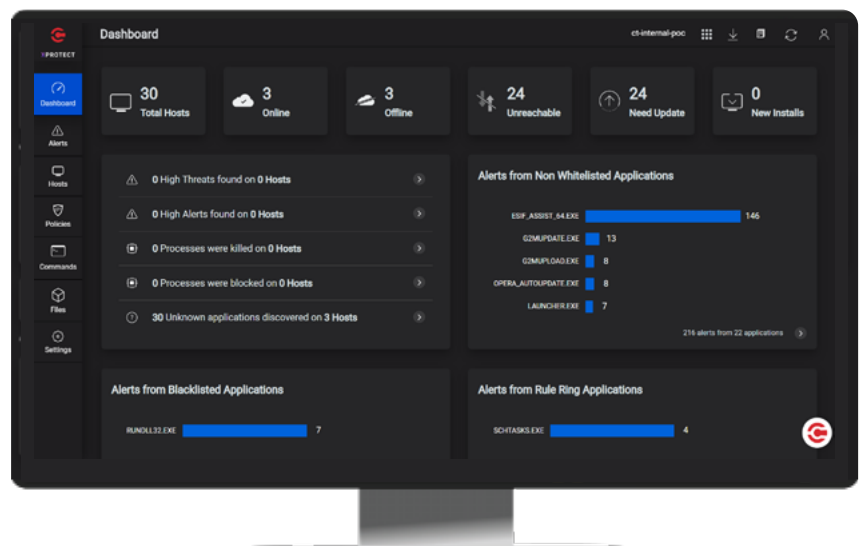 XPROTECT
Dashboard
ct-internal-poc
Dashboard
Alerts
Hosts
Policies
Commands
Files
Settings
30
Total Hosts
3
Online
3
Offline
24
Unreachable
24
Need Update
0
New Installs
0 High Threats found on 0 Hosts
0 High Alerts found on 0 Hosts
0 Processes were killed on 0 Hosts
0 Processes were blocked on 0 Hosts
30 Unknown applications discovered on 3 Hosts
Alerts from Non Whitelisted Applications
ESIF_ASSIST_64.EXE 146
G2MUPDATE.EXE 13
G2MUPLOAD.EXE 8
OPERA_AUTOUPDATE.EXE 8
LAUNCHER.EXE 7
216 alerts from 22 applications
Alerts from Blacklisted Applications
RUNDLL32.EXE 7
Alerts from Rule Ring Applications
SCHTASKS.EXE 4